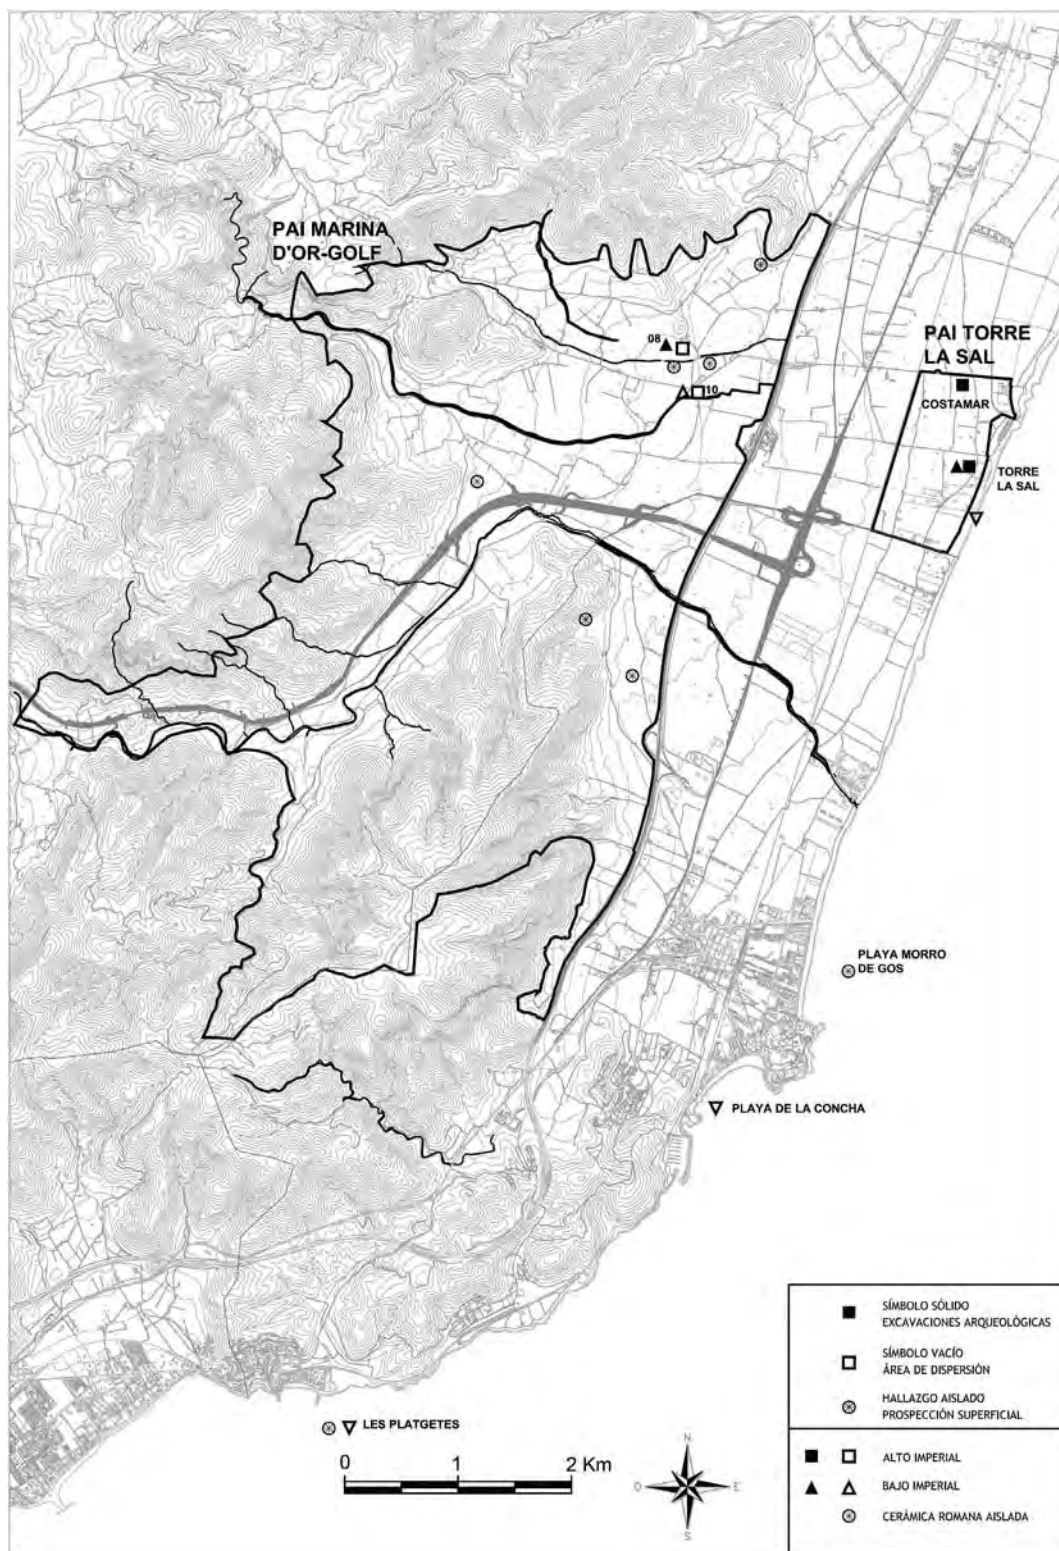 PAI MARINA
D'OR-GOLF
08
10
PAI TORRE
LA SAL
COSTAMAR
TORRE
LA SAL
PLAYA MORRO
DE GOS
PLAYA DE LA CONCHA
LES PLATGETES
0 1 2 Km
N
O E
S
SÍMBOLO SÓLIDO
EXCAVACIONES ARQUEOLÓGICAS
SÍMBOLO VACÍO
ÁREA DE DISPERSIÓN
HALLAZGO AISLADO
PROSPECCIÓN SUPERFICIAL
ALTO IMPERIAL
BAJO IMPERIAL
CERÁMICA ROMANA AISLADA